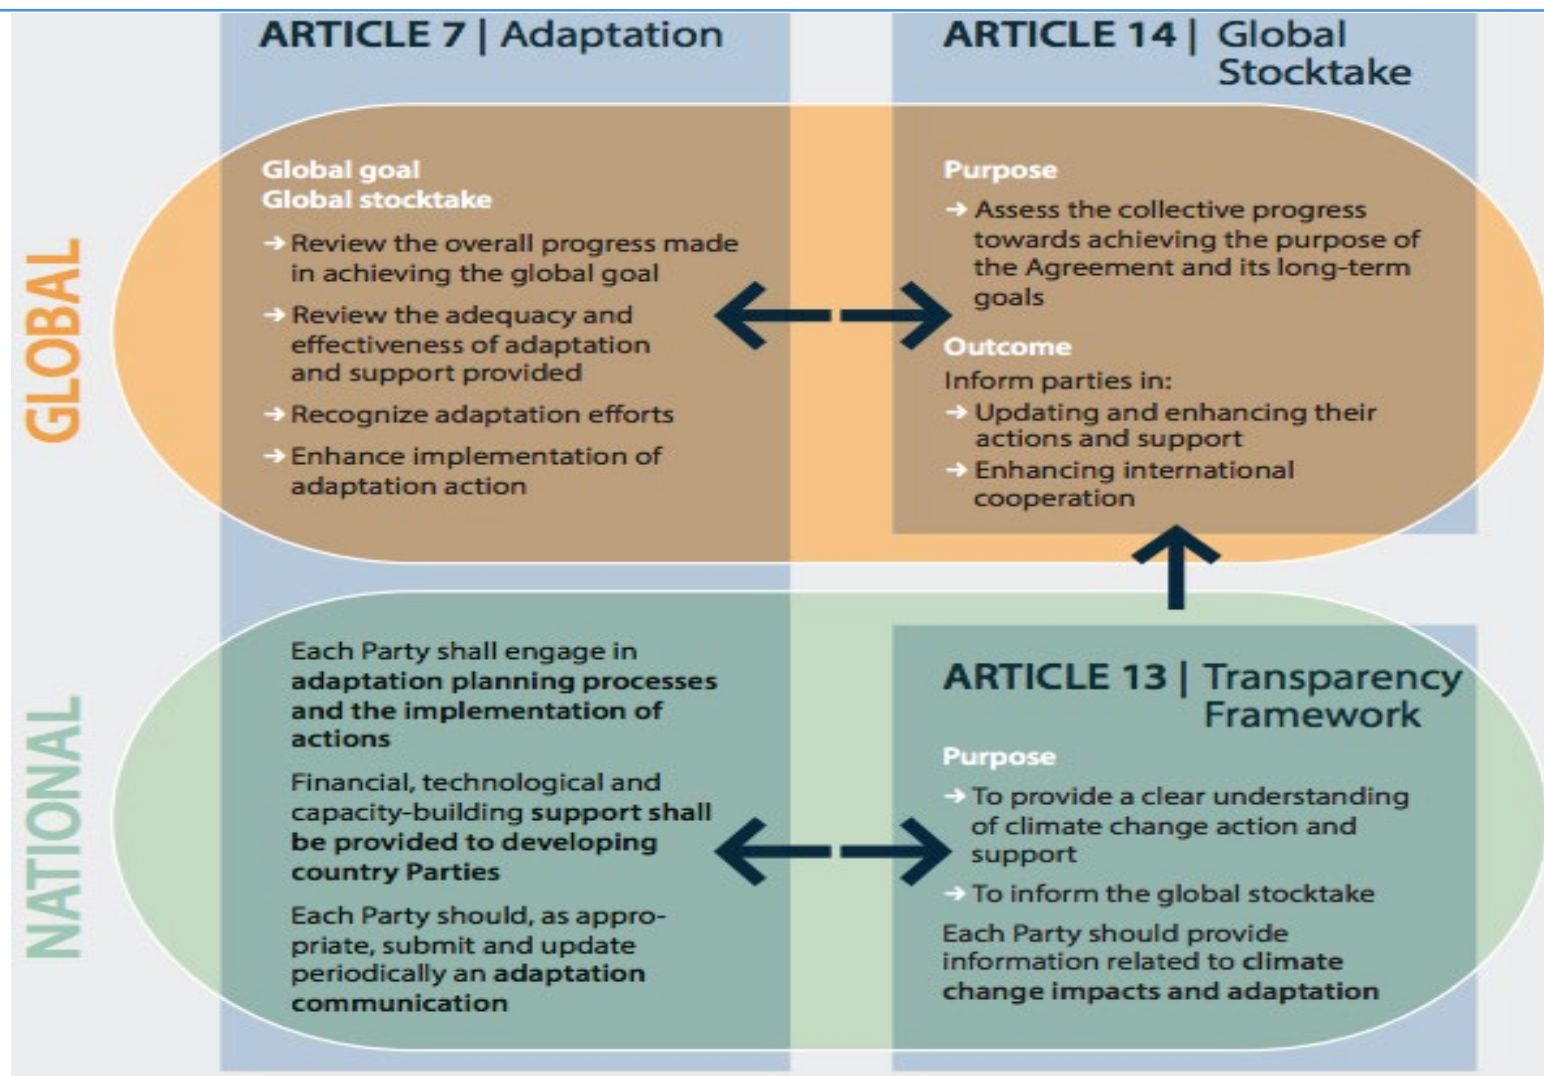 ARTICLE 7 | Adaptation
ARTICLE 14 | Global
Stocktake
GLOBAL
Global goal
Global stocktake
→ Review the overall progress made
in achieving the global goal
→ Review the adequacy and
effectiveness of adaptation
and support provided
→ Recognize adaptation efforts
→ Enhance implementation of
adaptation action
Purpose
→ Assess the collective progress
towards achieving the purpose of
the Agreement and its long-term
goals
Outcome
Inform parties in:
→ Updating and enhancing their
actions and support
→ Enhancing international
cooperation
NATIONAL
Each Party shall engage in
adaptation planning processes
and the implementation of
actions
Financial, technological and
capacity-building support shall
be provided to developing
country Parties
Each Party should, as appro-
priate, submit and update
periodically an adaptation
communication
ARTICLE 13 | Transparency
Framework
Purpose
→ To provide a clear understanding
of climate change action and
support
→ To inform the global stocktake
Each Party should provide
information related to climate
change impacts and adaptation